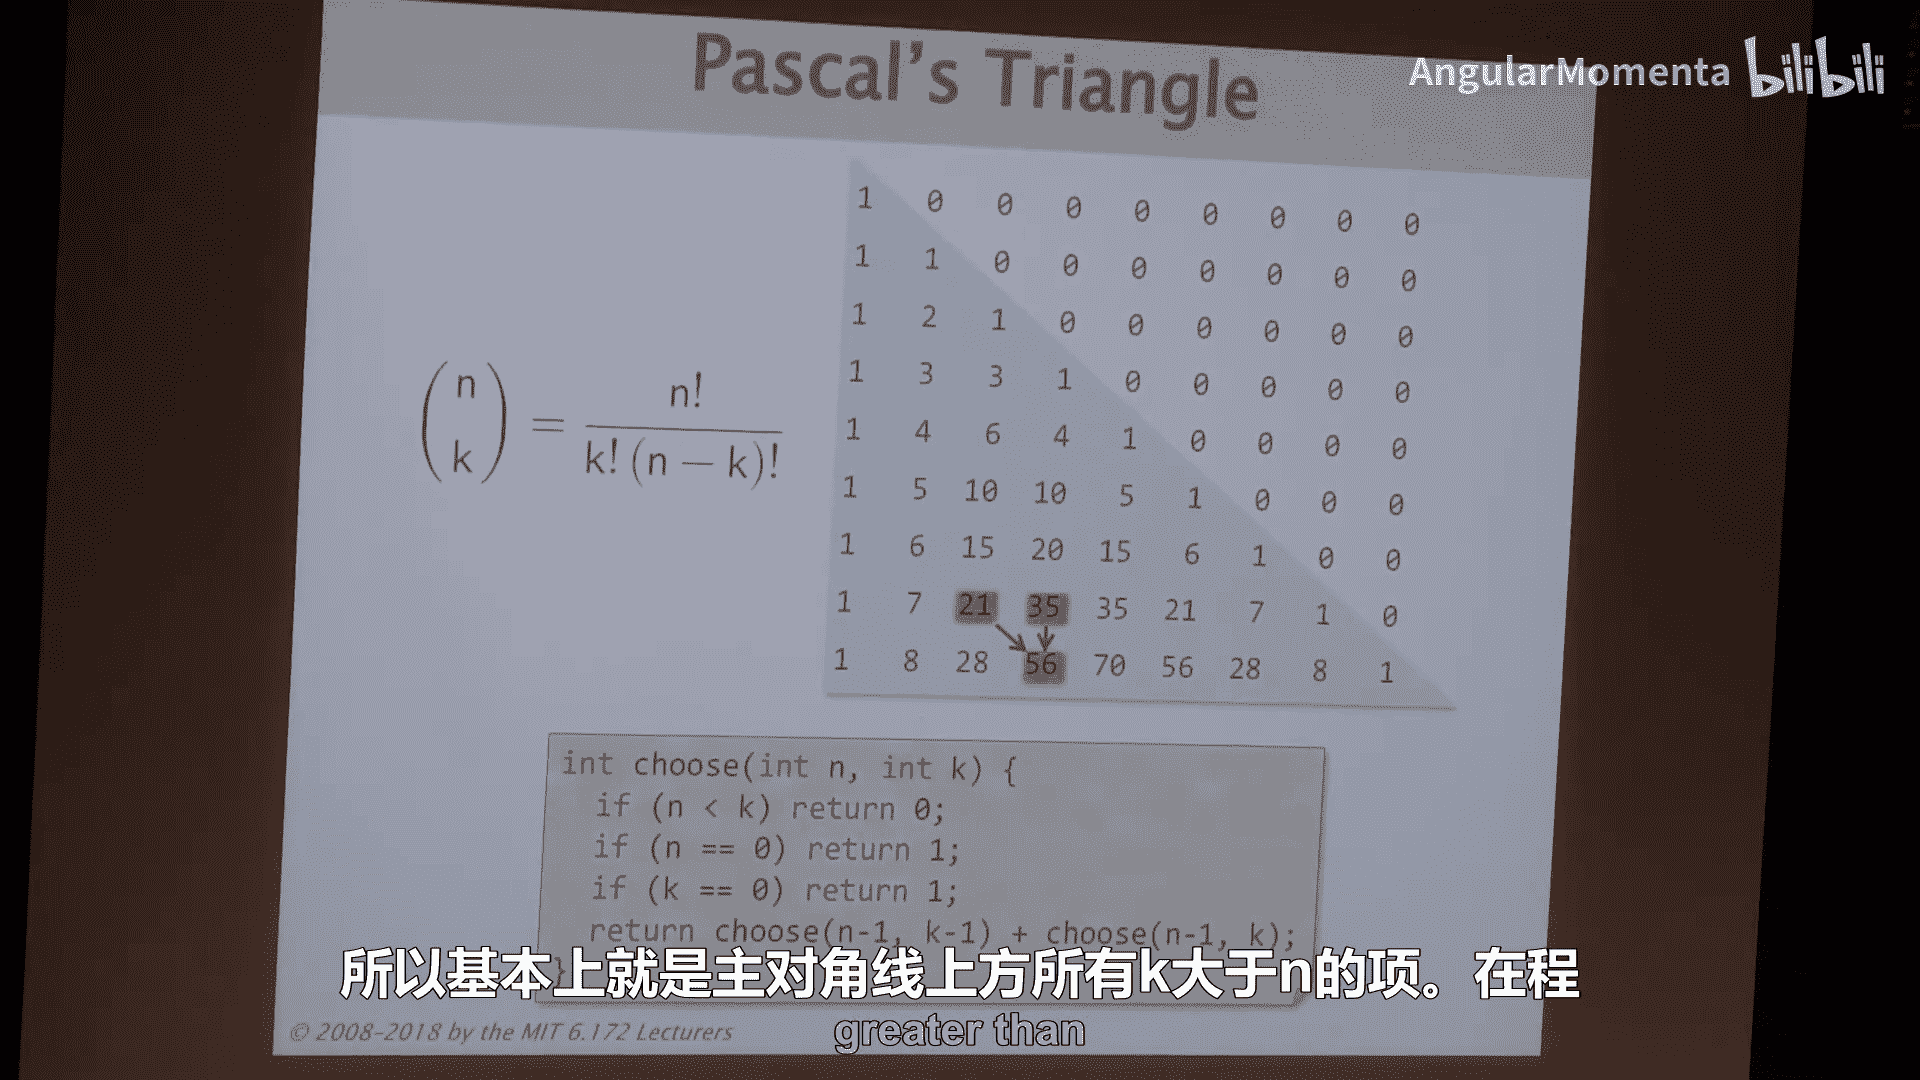 Pascal's Triangle
AngularMomenta bilibili
1 0 0 0 0 0 0 0 0
1 1 0 0 0 0 0 0 0
1 2 1 0 0 0 0 0 0
1 3 3 1 0 0 0 0 0
1 4 6 4 1 0 0 0 0
1 5 10 10 5 1 0 0 0
1 6 15 20 15 6 1 0 0
1 7 21 35 35 21 7 1 0
1 8 28 56 70 56 28 8 1
(n k) = n! / k! (n − k)!
int choose(int n, int k) {
if (n < k) return 0;
if (n == 0) return 1;
if (k == 0) return 1;
return choose(n-1, k-1) + choose(n-1, k);
}
所以基本上就是主对角线上方所有k大于n的项。在程
greater than
© 2008–2018 by the MIT 6.172 Lecturers